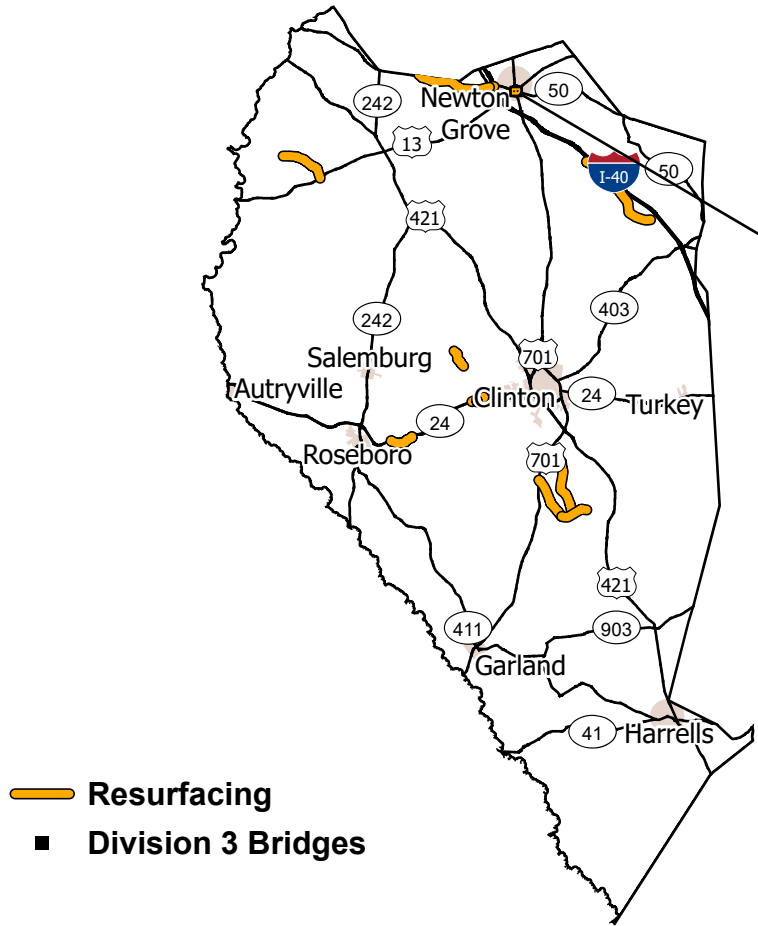 50
Newton
Grove
242
13
I-40
50
421
403
242
701
Salemburg
Autryville
Clinton
24
Turkey
24
Roseboro
701
421
411
903
Garland
41
Harrells
Resurfacing
Division 3 Bridges